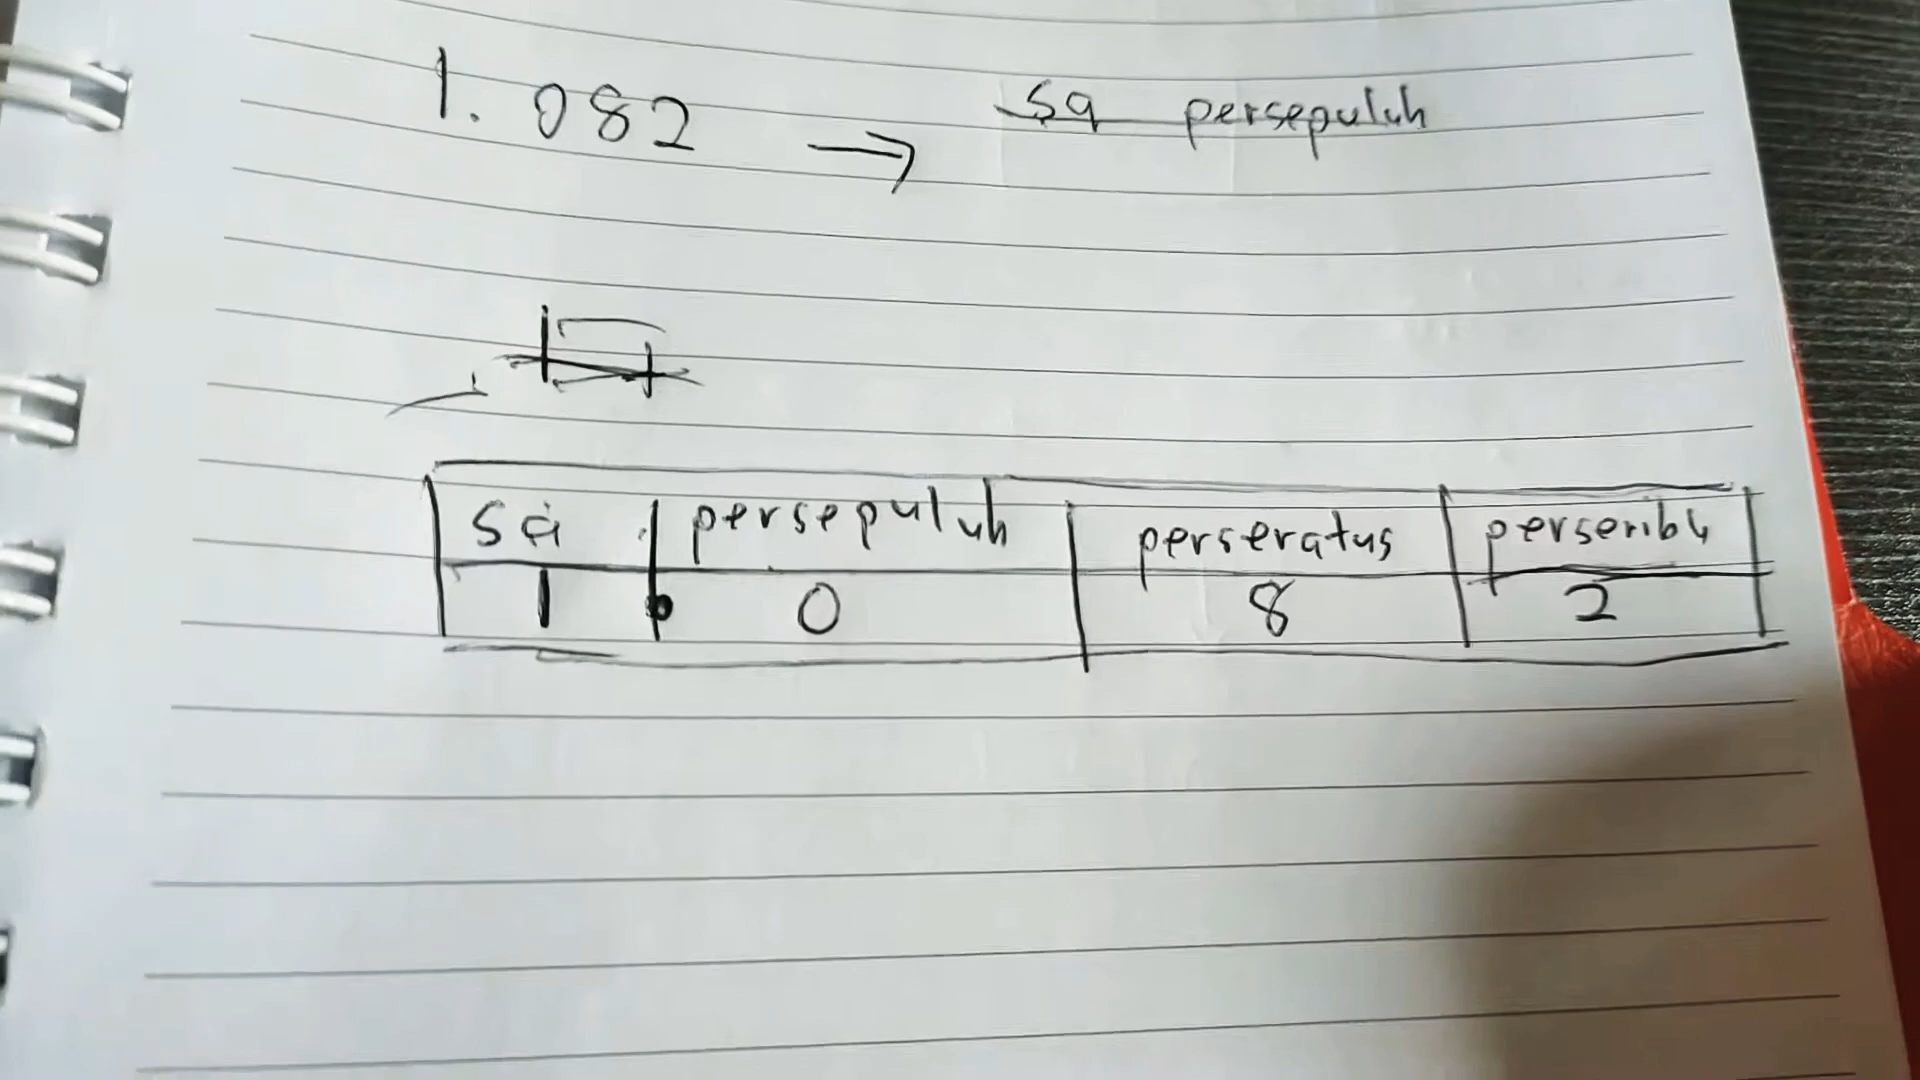 1.082 → sa persepuluh
sa persepuluh perseratus perseribu
1 . 0 8 2